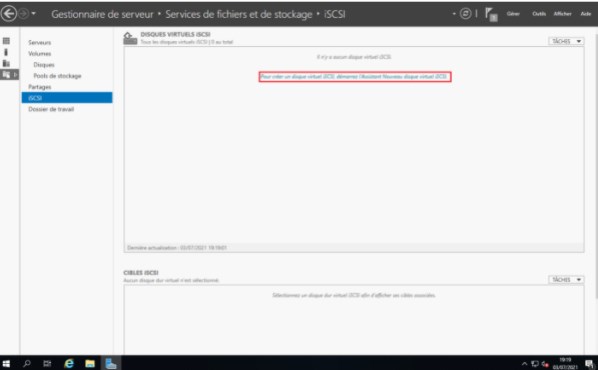 Gestionnaire de serveur ‣ Services de fichiers et de stockage ‣ iSCSI
Gérer Outils Afficher Aide
Serveurs
Volumes
Disques
Pools de stockage
Partages
iSCSI
Dossier de travail
DISQUES VIRTUELS iSCSI
Tous les disques virtuels iSCSI | 0 au total
TÂCHES
Il n'y a aucun disque virtuel iSCSI.
Pour créer un disque virtuel iSCSI, démarrez l'Assistant Nouveau disque virtuel iSCSI.
Dernière actualisation : 03/07/2021 18:19:01
CIBLES iSCSI
Aucun disque dur virtuel n'est sélectionné.
TÂCHES
Sélectionnez un disque dur virtuel iSCSI afin d'afficher ses cibles associées.
19:19
03/07/2021